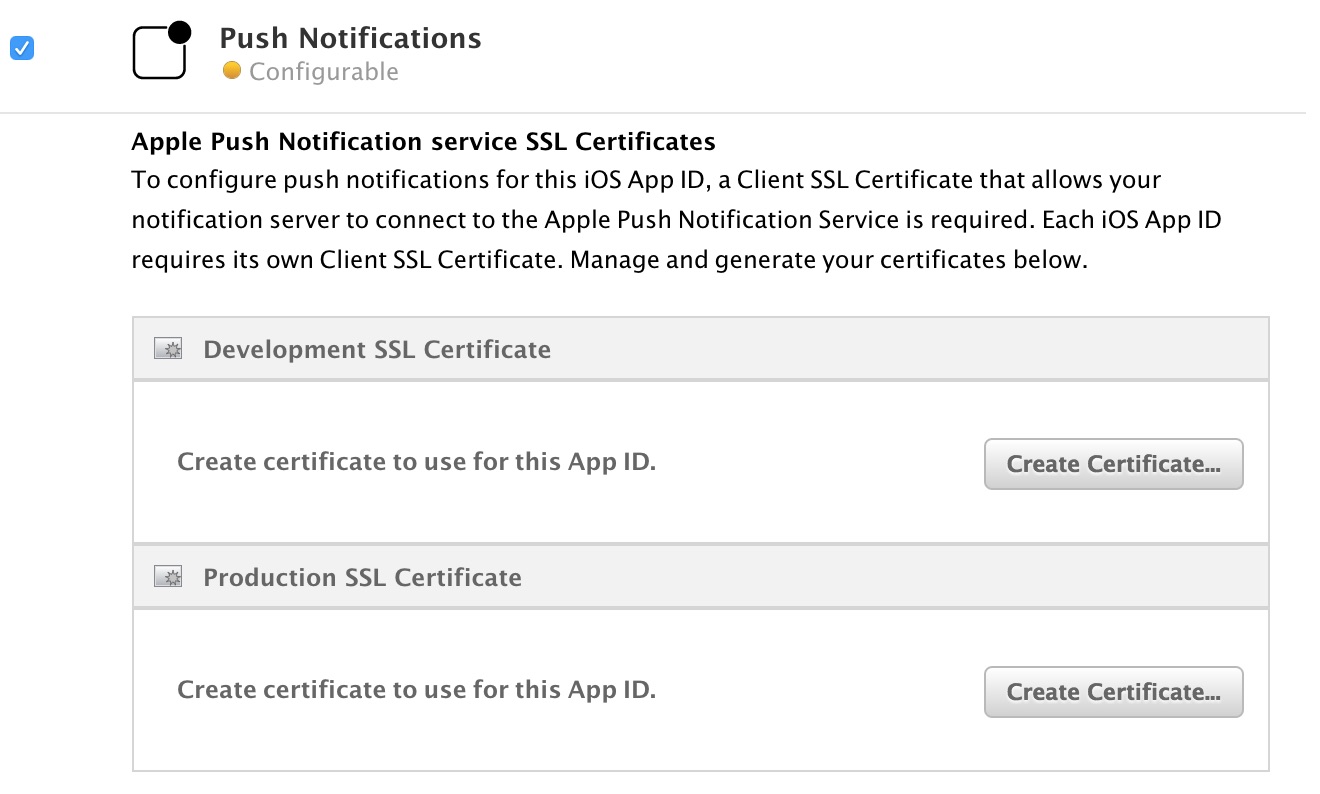 Push Notifications
Configurable
Apple Push Notification service SSL Certificates
To configure push notifications for this iOS App ID, a Client SSL Certificate that allows your
notification server to connect to the Apple Push Notification Service is required. Each iOS App ID
requires its own Client SSL Certificate. Manage and generate your certificates below.
Development SSL Certificate
Create certificate to use for this App ID.
Create Certificate...
Production SSL Certificate
Create certificate to use for this App ID.
Create Certificate...